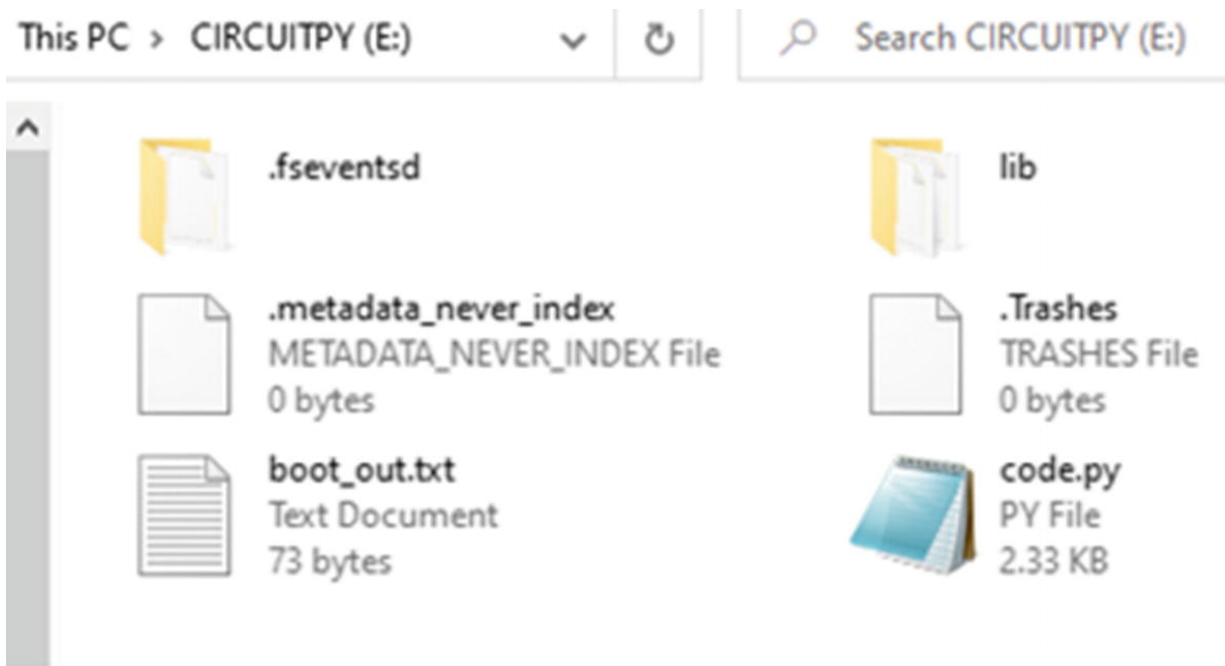 This PC > CIRCUITPY (E:)
Search CIRCUITPY (E:)
.fseventsd
lib
.metadata_never_index
METADATA_NEVER_INDEX File
0 bytes
.Trashes
TRASHES File
0 bytes
boot_out.txt
Text Document
73 bytes
code.py
PY File
2.33 KB